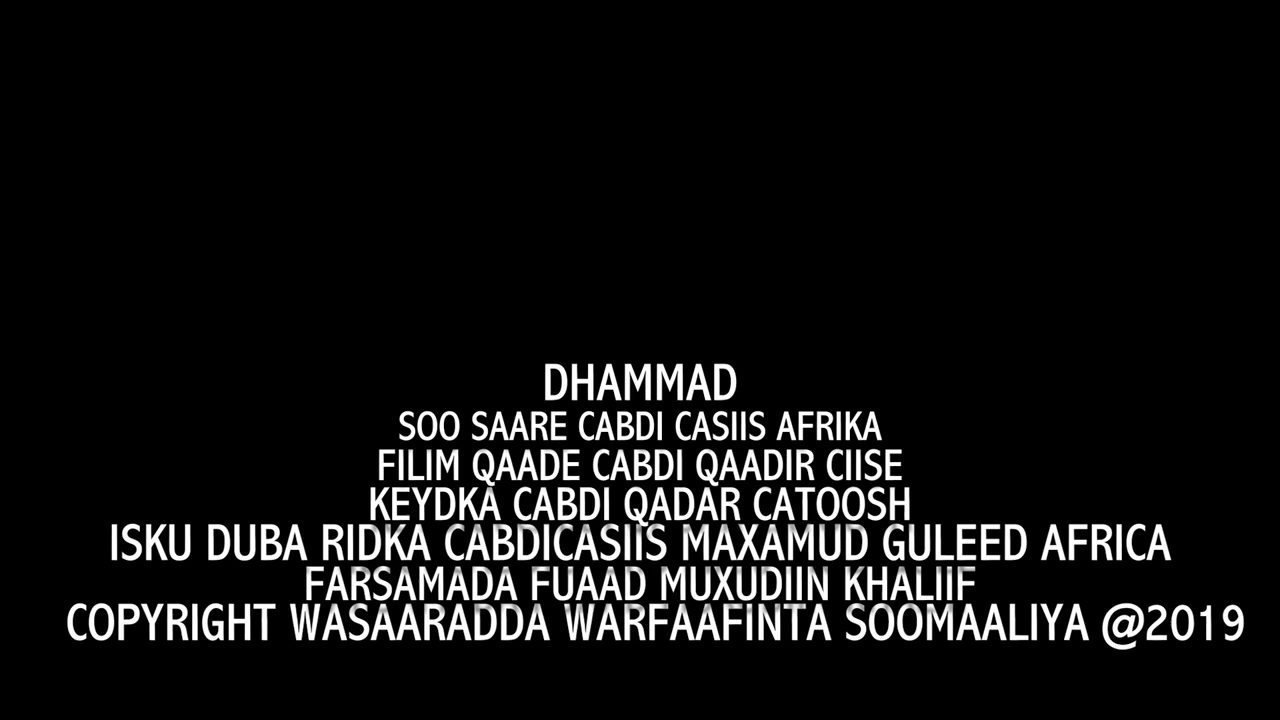 DHAMMAD
SOO SAARE CABDI CASIIS AFRIKA
FILIM QAADE CABDI QAADIR CIISE
KEYDKA CABDI QADAR CATOOSH
ISKU DUBA RIDKA CABDICASIIS MAXAMUD GULEED AFRICA
FARSAMADA FUAAD MUXUDIIN KHALIIF
COPYRIGHT WASAARADDA WARFAAFINTA SOOMAALIYA @2019